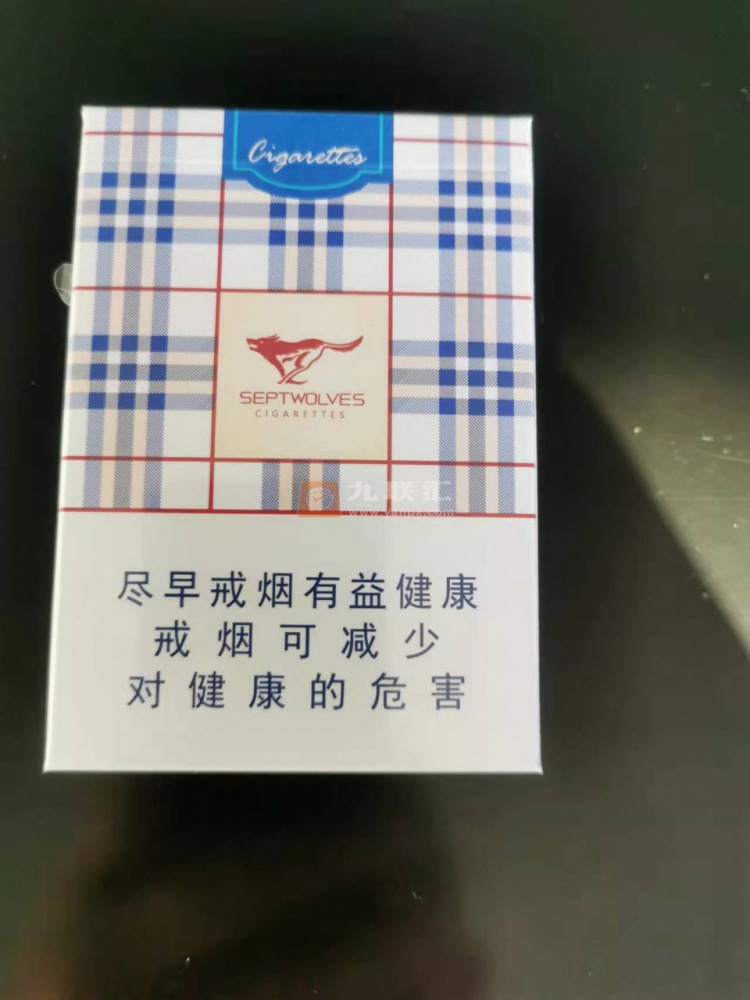 Cigarettes
SEPTWOLVES
CIGARETTES
九联汇
尽早戒烟有益健康
戒烟可减少
对健康的危害